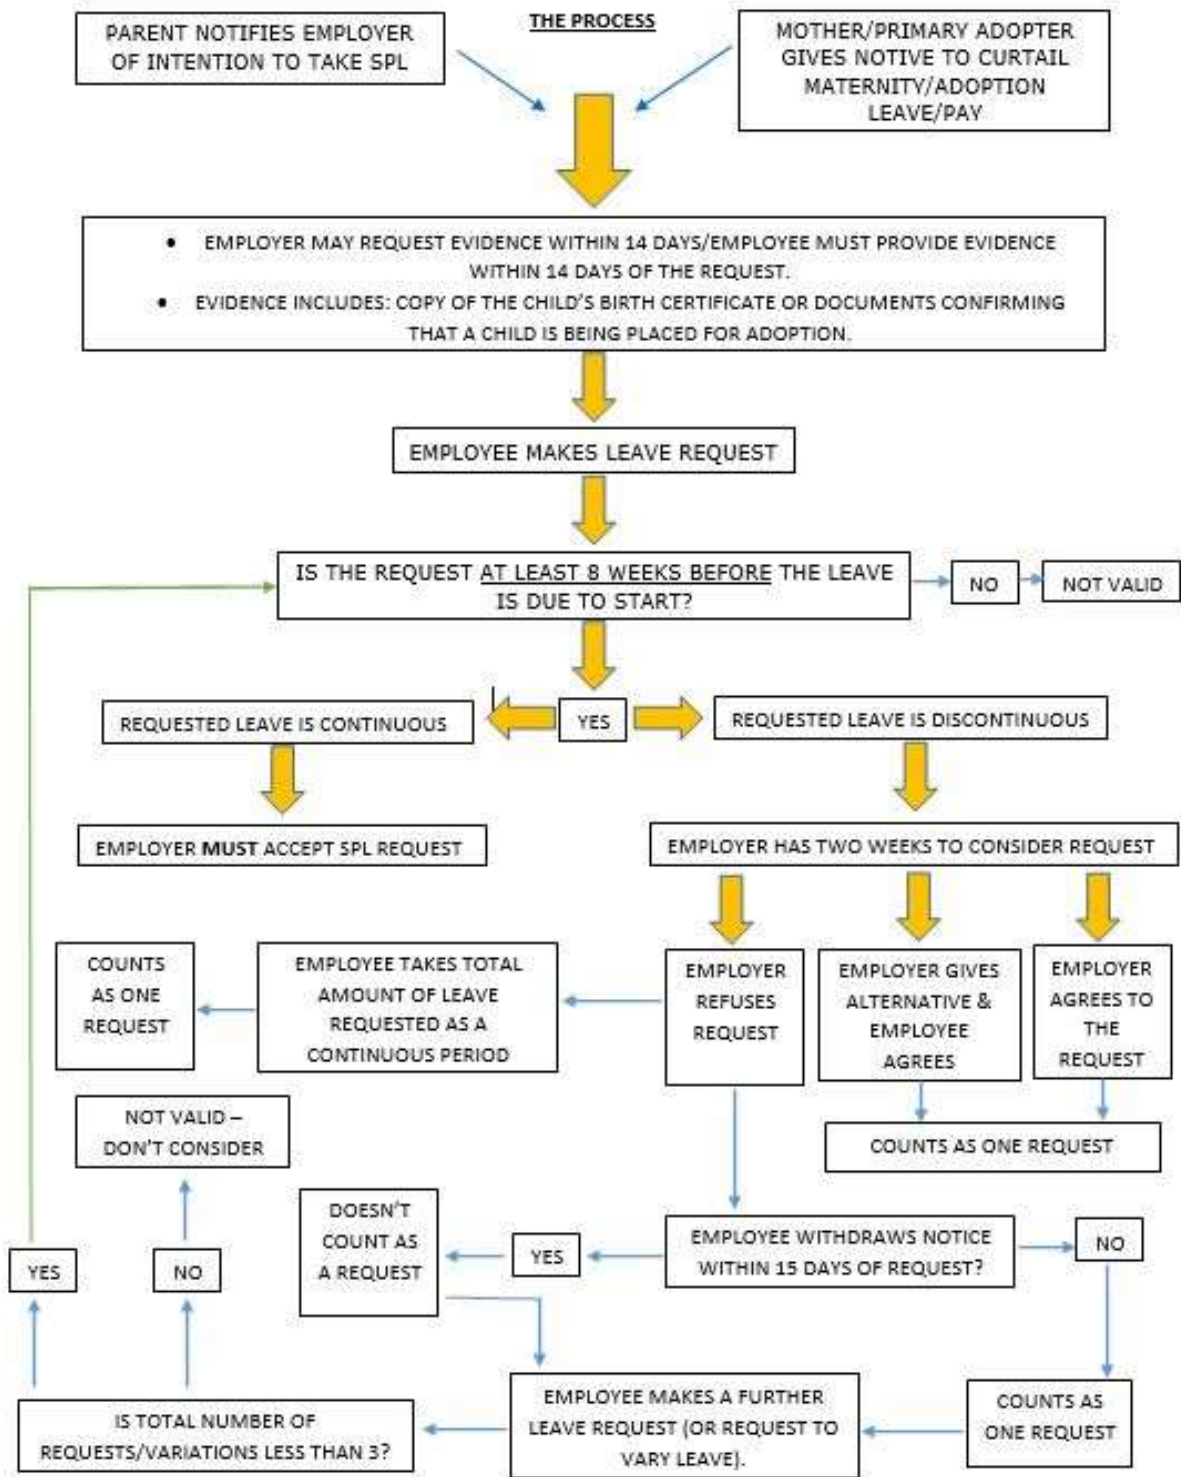 THE PROCESS
PARENT NOTIFIES EMPLOYER
OF INTENTION TO TAKE SPL
MOTHER/PRIMARY ADOPTER
GIVES NOTIVE TO CURTAIL
MATERNITY/ADOPTION
LEAVE/PAY
• EMPLOYER MAY REQUEST EVIDENCE WITHIN 14 DAYS/EMPLOYEE MUST PROVIDE EVIDENCE
WITHIN 14 DAYS OF THE REQUEST.
• EVIDENCE INCLUDES: COPY OF THE CHILD'S BIRTH CERTIFICATE OR DOCUMENTS CONFIRMING
THAT A CHILD IS BEING PLACED FOR ADOPTION.
EMPLOYEE MAKES LEAVE REQUEST
IS THE REQUEST AT LEAST 8 WEEKS BEFORE THE LEAVE
IS DUE TO START?
NO
NOT VALID
REQUESTED LEAVE IS CONTINUOUS
YES
REQUESTED LEAVE IS DISCONTINUOUS
EMPLOYER MUST ACCEPT SPL REQUEST
EMPLOYER HAS TWO WEEKS TO CONSIDER REQUEST
COUNTS
AS ONE
REQUEST
EMPLOYEE TAKES TOTAL
AMOUNT OF LEAVE
REQUESTED AS A
CONTINUOUS PERIOD
EMPLOYER
REFUSES
REQUEST
EMPLOYER GIVES
ALTERNATIVE &
EMPLOYEE
AGREES
EMPLOYER
AGREES TO
THE
REQUEST
NOT VALID –
DON'T CONSIDER
COUNTS AS ONE REQUEST
DOESN'T
COUNT AS
A REQUEST
YES
EMPLOYEE WITHDRAWS NOTICE
WITHIN 15 DAYS OF REQUEST?
NO
YES
NO
IS TOTAL NUMBER OF
REQUESTS/VARIATIONS LESS THAN 3?
EMPLOYEE MAKES A FURTHER
LEAVE REQUEST (OR REQUEST TO
VARY LEAVE).
COUNTS AS
ONE REQUEST